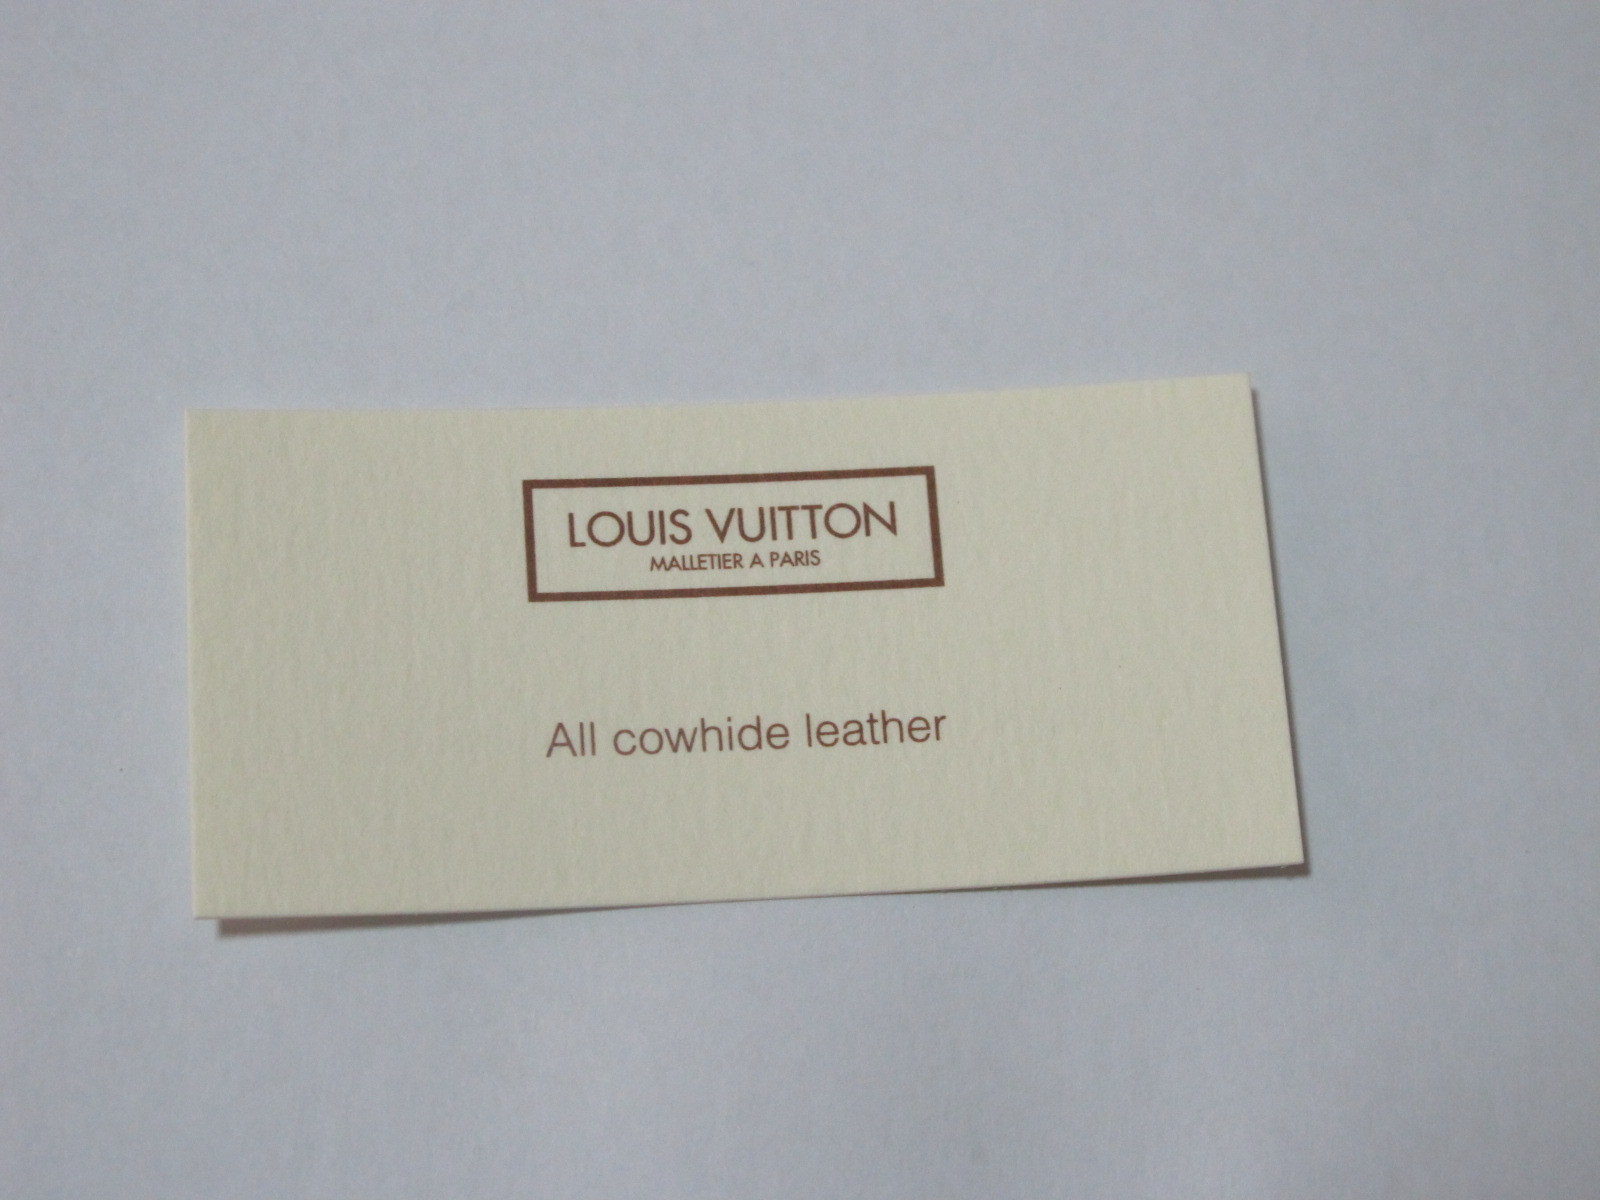 LOUIS VUITTON
MALLETIER A PARIS
All cowhide leather